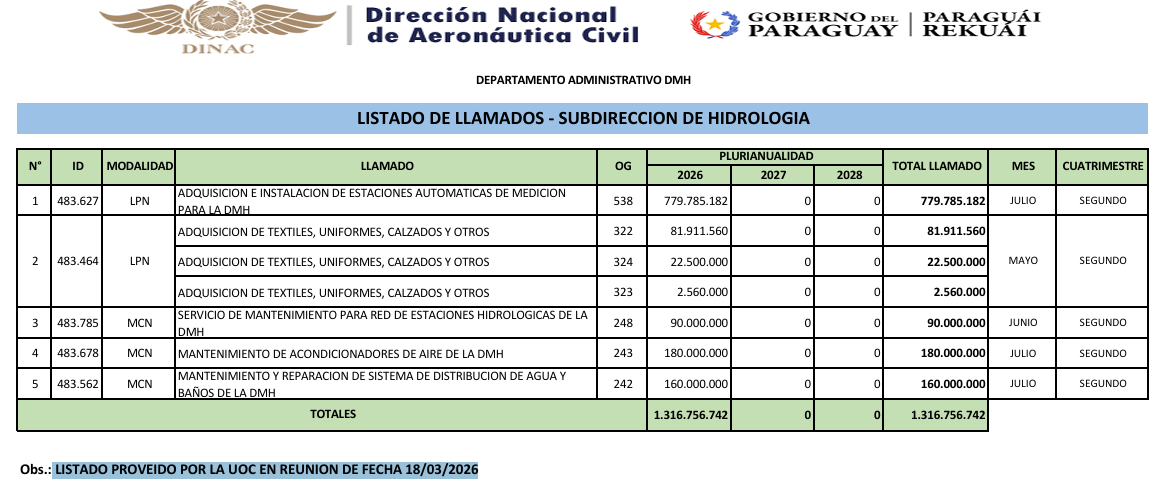 DINAC
Dirección Nacional
de Aeronáutica Civil
GOBIERNO DEL
PARAGUAY
PARAGUÁI
REKUÁI
DEPARTAMENTO ADMINISTRATIVO DMH
LISTADO DE LLAMADOS - SUBDIRECCION DE HIDROLOGIA
N° ID MODALIDAD LLAMADO OG PLURIANUALIDAD TOTAL LLAMADO MES CUATRIMESTRE
2026 2027 2028
1 483.627 LPN ADQUISICION E INSTALACION DE ESTACIONES AUTOMATICAS DE MEDICION
PARA LA DMH 538 779.785.182 0 0 779.785.182 JULIO SEGUNDO
2 483.464 LPN ADQUISICION DE TEXTILES, UNIFORMES, CALZADOS Y OTROS 322 81.911.560 0 0 81.911.560 MAYO SEGUNDO
ADQUISICION DE TEXTILES, UNIFORMES, CALZADOS Y OTROS 324 22.500.000 0 0 22.500.000
ADQUISICION DE TEXTILES, UNIFORMES, CALZADOS Y OTROS 323 2.560.000 0 0 2.560.000
3 483.785 MCN SERVICIO DE MANTENIMIENTO PARA RED DE ESTACIONES HIDROLOGICAS DE LA
DMH 248 90.000.000 0 0 90.000.000 JUNIO SEGUNDO
4 483.678 MCN MANTENIMIENTO DE ACONDICIONADORES DE AIRE DE LA DMH 243 180.000.000 0 0 180.000.000 JULIO SEGUNDO
5 483.562 MCN MANTENIMIENTO Y REPARACION DE SISTEMA DE DISTRIBUCION DE AGUA Y
BAÑOS DE LA DMH 242 160.000.000 0 0 160.000.000 JULIO SEGUNDO
TOTALES 1.316.756.742 0 0 1.316.756.742
Obs.: LISTADO PROVEIDO POR LA UOC EN REUNION DE FECHA 18/03/2026